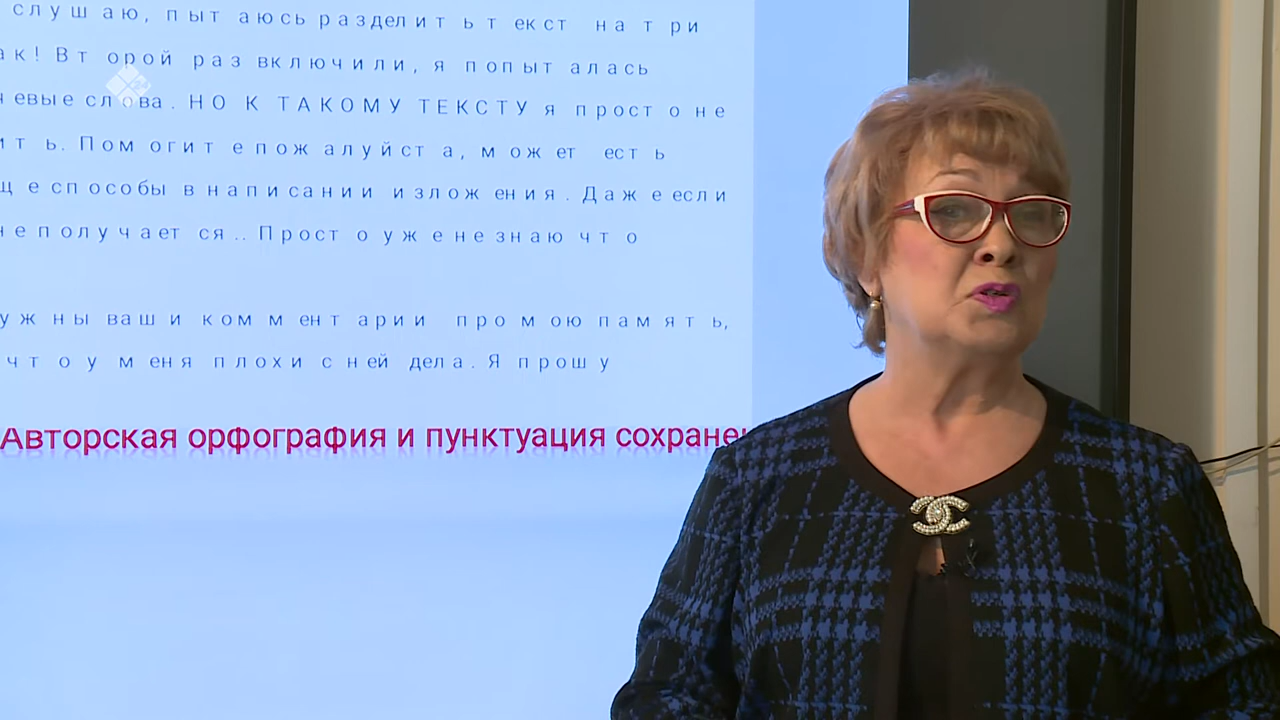 слушаю, пытаюсь разделить текст на три
ак! Второй раз включили, я попыталась
евые слова. НО К ТАКОМУ ТЕКСТУ я просто не
ить. Помогите пожалуйста, может есть
ще способы в написании изложения. Даже если
не получается.. Просто уже не знаю что
ужны ваши комментарии про мою память,
что у меня плохи с ней дела. Я прошу
Авторская орфография и пунктуация сохранен